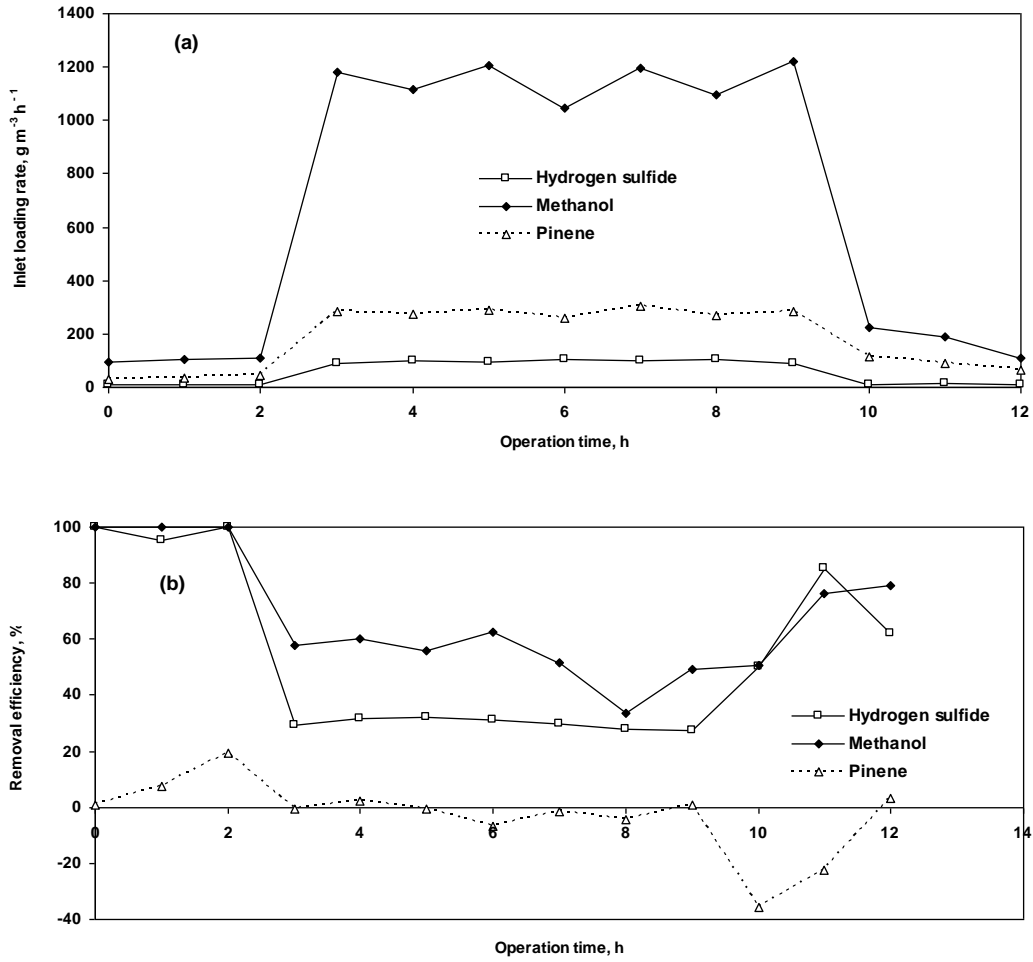 1400
(a)
1200
1000
800
600
400
200
0
Inlet loading rate, g m⁻³ h⁻¹
Hydrogen sulfide
Methanol
Pinene
0 2 4 6 8 10 12
Operation time, h
100
(b)
80
60
40
20
0
-20
-40
Removal efficiency, %
Hydrogen sulfide
Methanol
Pinene
0 2 4 6 8 10 12 14
Operation time, h